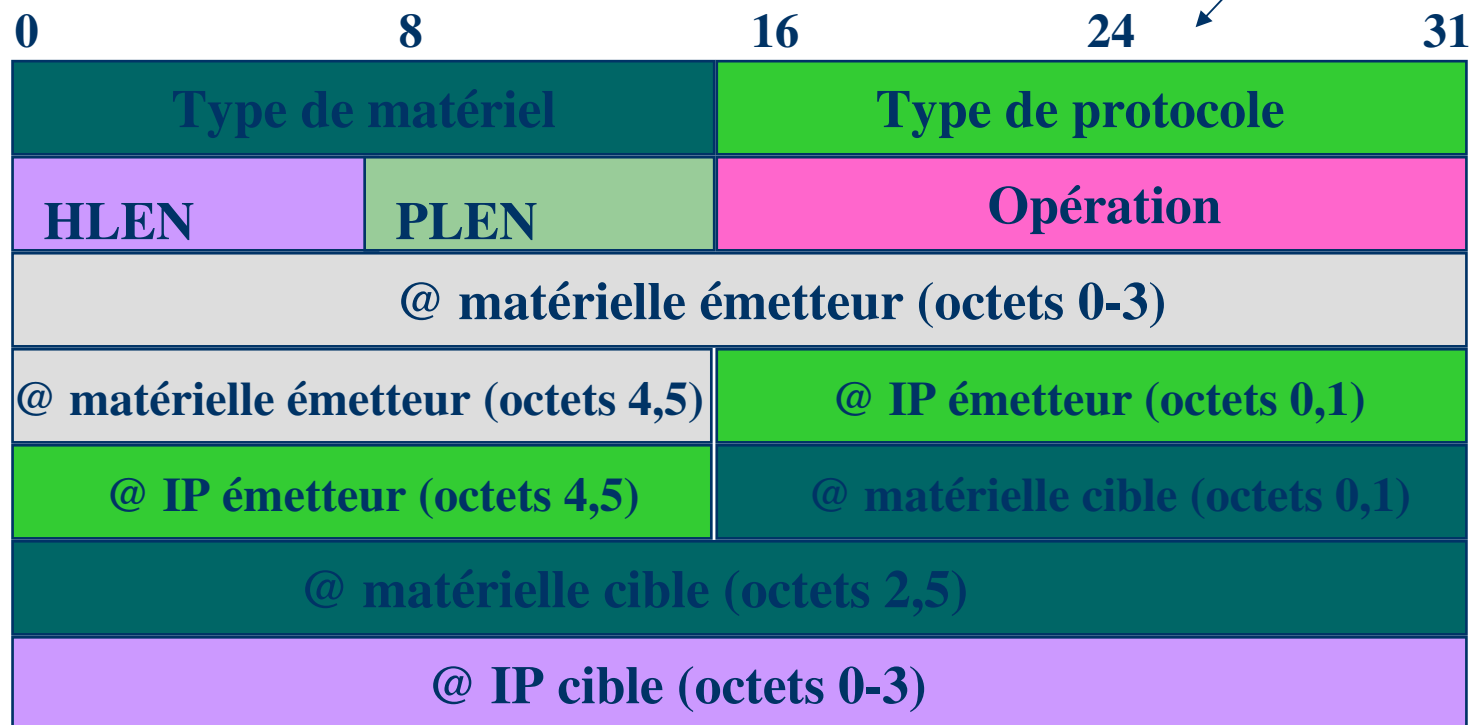 0 8 16 24 31
Type de matériel Type de protocole
HLEN PLEN Opération
@ matérielle émetteur (octets 0-3)
@ matérielle émetteur (octets 4,5) @ IP émetteur (octets 0,1)
@ IP émetteur (octets 4,5) @ matérielle cible (octets 0,1)
@ matérielle cible (octets 2,5)
@ IP cible (octets 0-3)